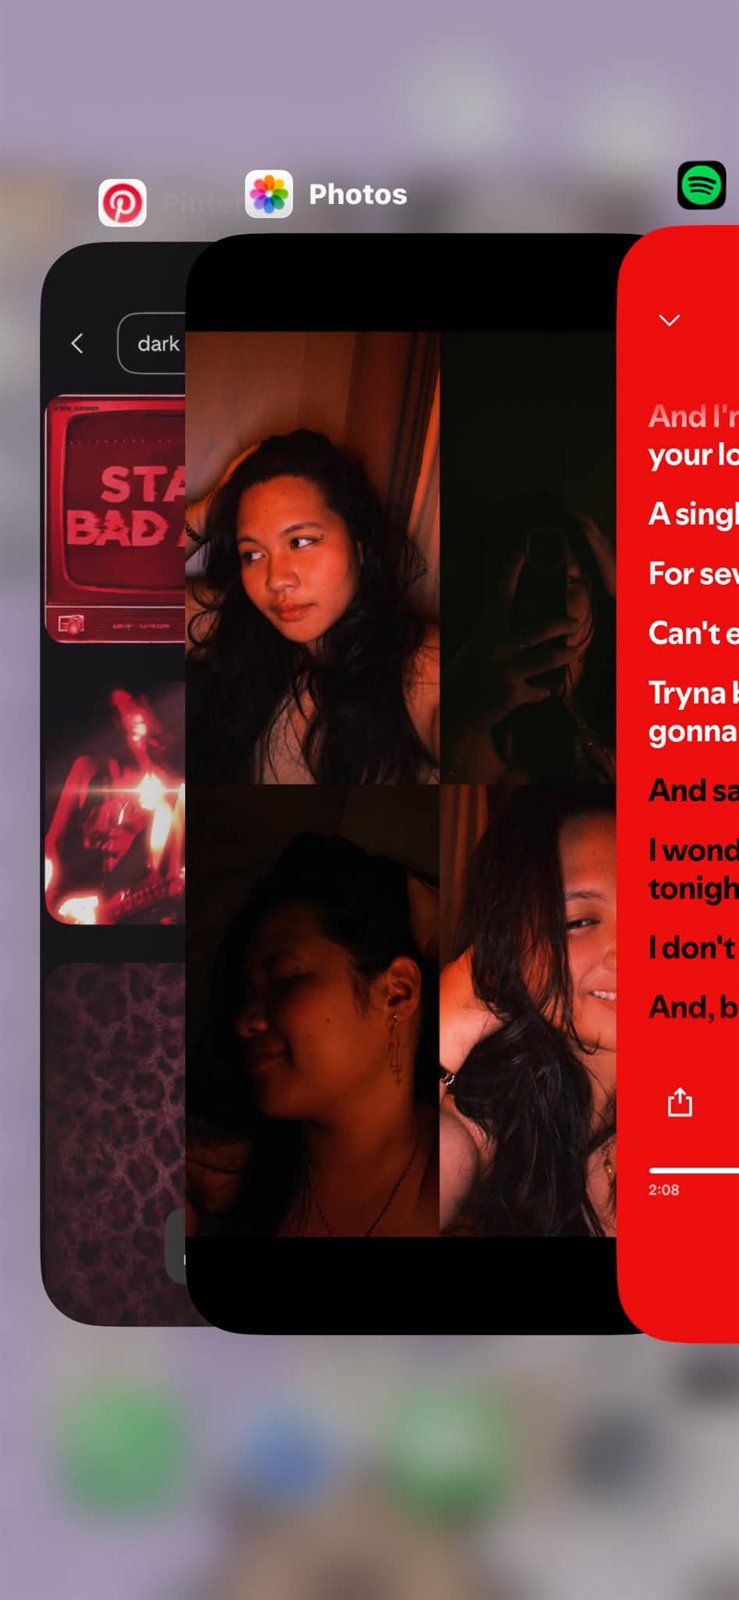 Pinter
Photos
dark
STA
BAD A
And I'm
your lo
A singl
For sev
Can't e
Tryna b
gonna
And sa
I wond
tonigh
I don't
And, b
2:08